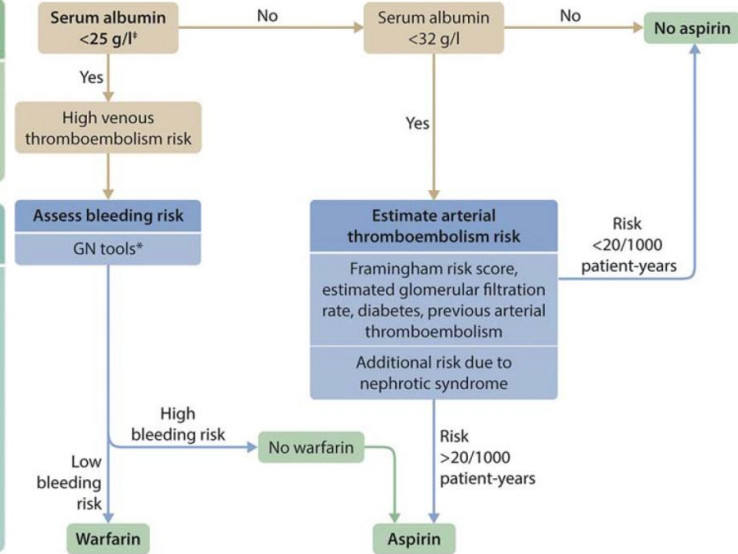 Serum albumin
<25 g/l‡
No
Serum albumin
<32 g/l
No
No aspirin
Yes
High venous
thromboembolism risk
Yes
Assess bleeding risk
GN tools*
Estimate arterial
thromboembolism risk
Framingham risk score,
estimated glomerular filtration
rate, diabetes, previous arterial
thromboembolism
Additional risk due to
nephrotic syndrome
Risk
<20/1000
patient-years
High
bleeding risk
No warfarin
Risk
>20/1000
patient-years
Low
bleeding
risk
Warfarin
Aspirin